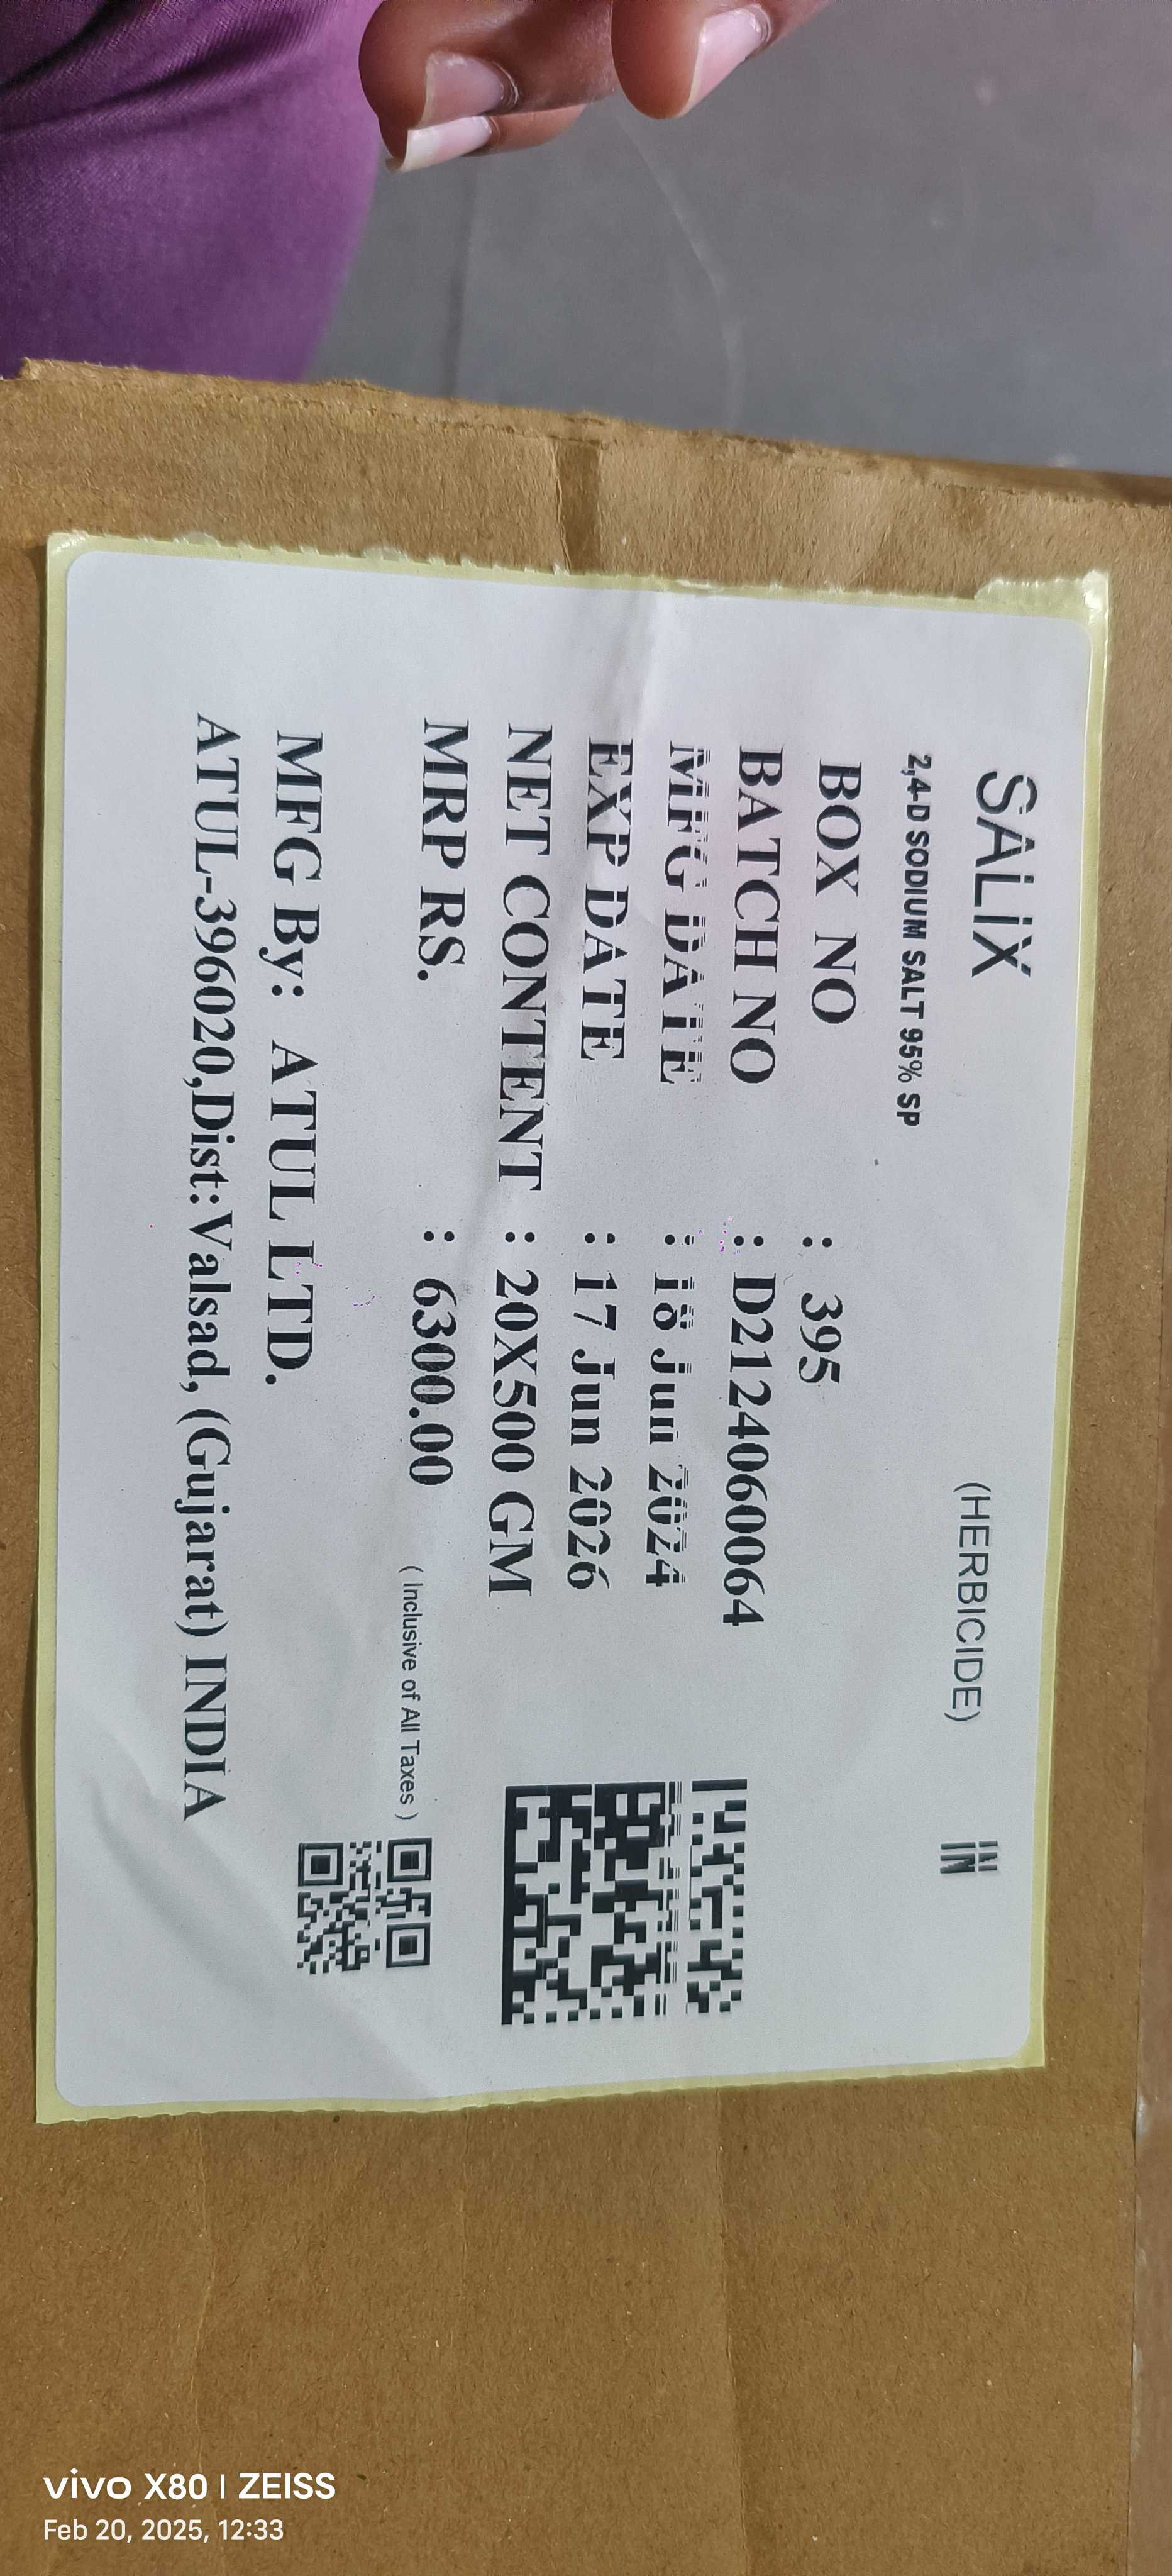 SALiX
(HERBICIDE)
IN
2,4-D SODIUM SALT 95% SP
BOX NO : 395
BATCH NO : D2124060064
MFG DATE : 18 Jun 2024
EXP DATE : 17 Jun 2026
NET CONTENT : 20X500 GM
MRP RS. : 6300.00 ( Inclusive of All Taxes )
MFG By: ATUL LTD.
ATUL-396020,Dist:Valsad, (Gujarat) INDIA
vivo X80 | ZEISS
Feb 20, 2025, 12:33